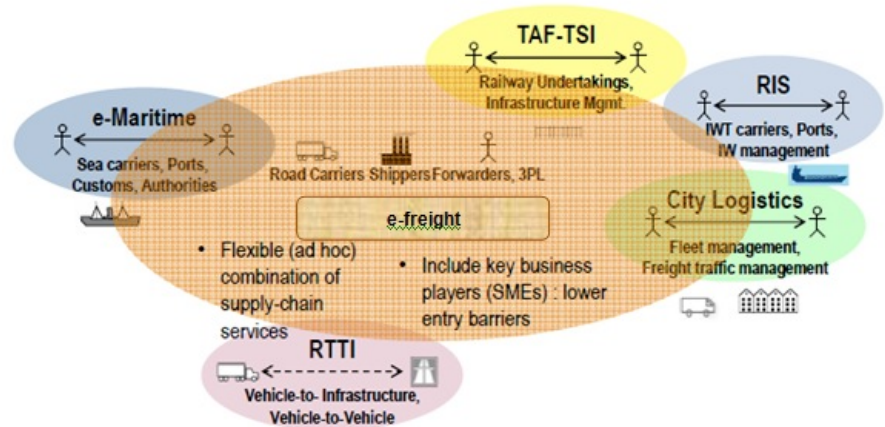 TAF-TSI
Railway Undertakings,
Infrastructure Mgmt.
RIS
IWT carriers, Ports,
IW management
e-Maritime
Sea carriers, Ports,
Customs, Authorities
Road Carriers Shippers Forwarders, 3PL
e-freight
City Logistics
Fleet management,
Freight traffic management
• Flexible (ad hoc)
combination of
supply-chain
services
• Include key business
players (SMEs) : lower
entry barriers
RTTI
Vehicle-to- Infrastructure,
Vehicle-to-Vehicle